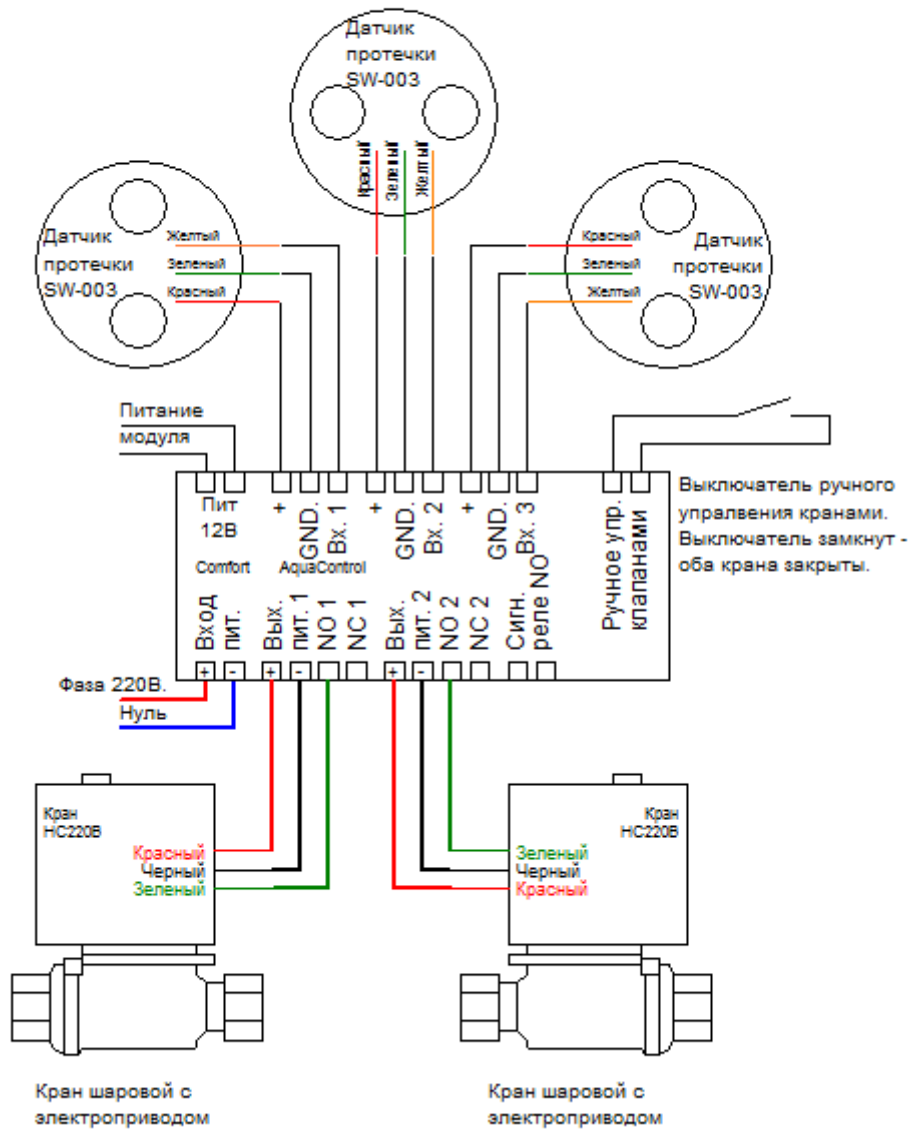 Датчик
протечки
SW-003
Красный
Зеленый
Желтый
Датчик
протечки
SW-003
Желтый
Зеленый
Красный
Красный
Зеленый
Желтый
Датчик
протечки
SW-003
Питание
модуля
Пит
12В
+
GND.
Вх. 1
+
GND.
Вх. 2
+
GND.
Вх. 3
Ручное упр.
клапанами
Выключатель ручного
упралвения кранами.
Выключатель замкнут -
оба крана закрыты.
Comfort AquaControl
Вход
пит.
Вых.
пит. 1
NO 1
NC 1
Вых.
пит. 2
NO 2
NC 2
Сигн.
реле NO
+ - + - + -
Фаза 220В.
Нуль
Кран
НС220В
Красный
Черный
Зеленый
Кран
НС220В
Зеленый
Черный
Красный
Кран шаровой с
электроприводом
Кран шаровой с
электроприводом